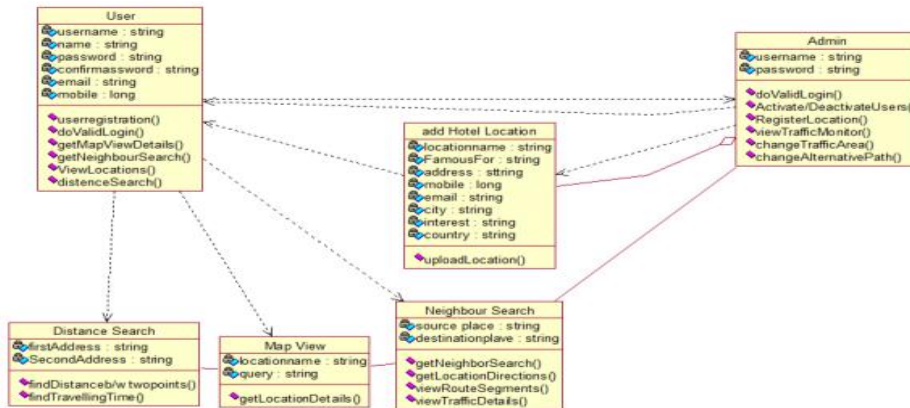 User
username : string
name : string
password : string
confirmassword : string
email : string
mobile : long
userregistration()
doValidLogin()
getMapViewDetails()
getNeighbourSearch()
ViewLocations()
distenceSearch()
Admin
username : string
password : string
doValidLogin()
Activate/DeactivateUsers(
RegisterLocation()
viewTrafficMonitor()
changeTrafficArea()
changeAlternativePath()
add Hotel Location
locationname : string
FamousFor : string
address : sttring
mobile : long
email : string
city : string
interest : string
country : string
uploadLocation()
Distance Search
firstAddress : string
SecondAddress : string
findDistanceb/w twopoints()
findTravellingTime()
Map View
locationname : string
query : string
getLocationDetails()
Neighbour Search
source place : string
destinationplave : string
getNeighborSearch()
getLocationDirections()
viewRouteSegments()
viewTrafficDetails()